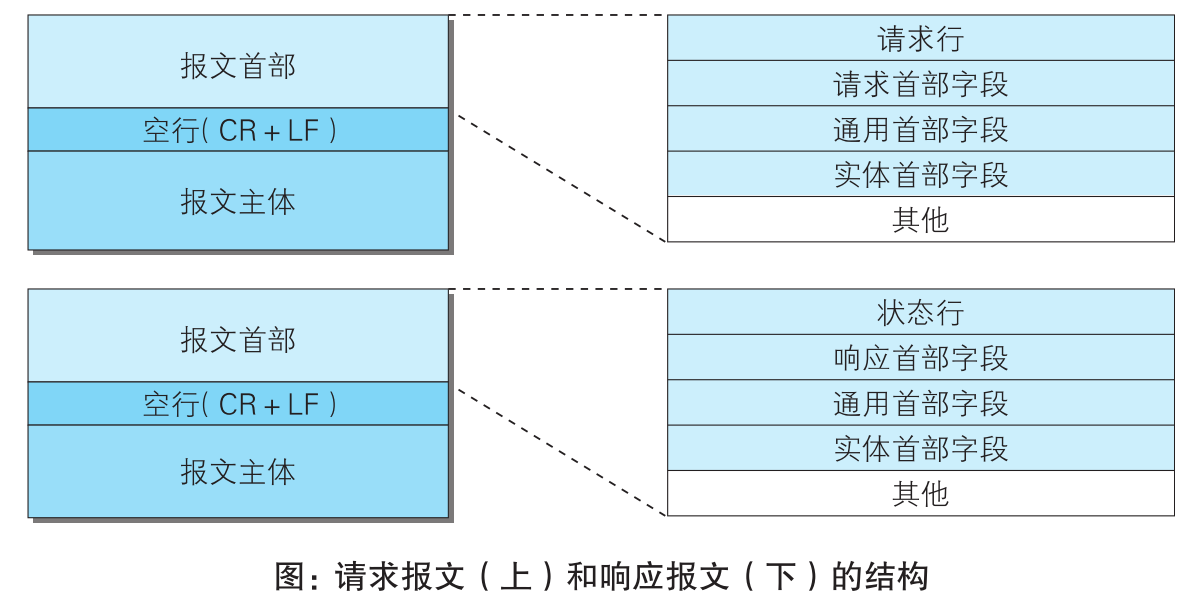 报文首部
空行( CR + LF )
报文主体
请求行
请求首部字段
通用首部字段
实体首部字段
其他
报文首部
空行( CR + LF )
报文主体
状态行
响应首部字段
通用首部字段
实体首部字段
其他
图：请求报文（上）和响应报文（下）的结构